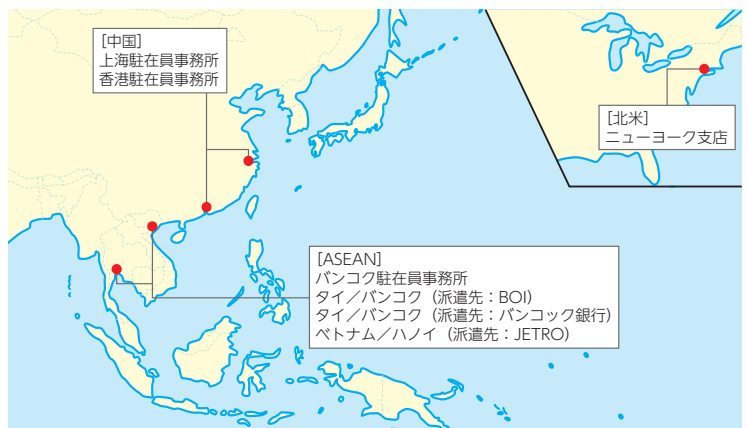 [中国]
上海駐在員事務所
香港駐在員事務所
[北米]
ニューヨーク支店
[ASEAN]
バンコク駐在員事務所
タイ／バンコク（派遣先：BOI）
タイ／バンコク（派遣先：バンコック銀行）
ベトナム／ハノイ（派遣先：JETRO）